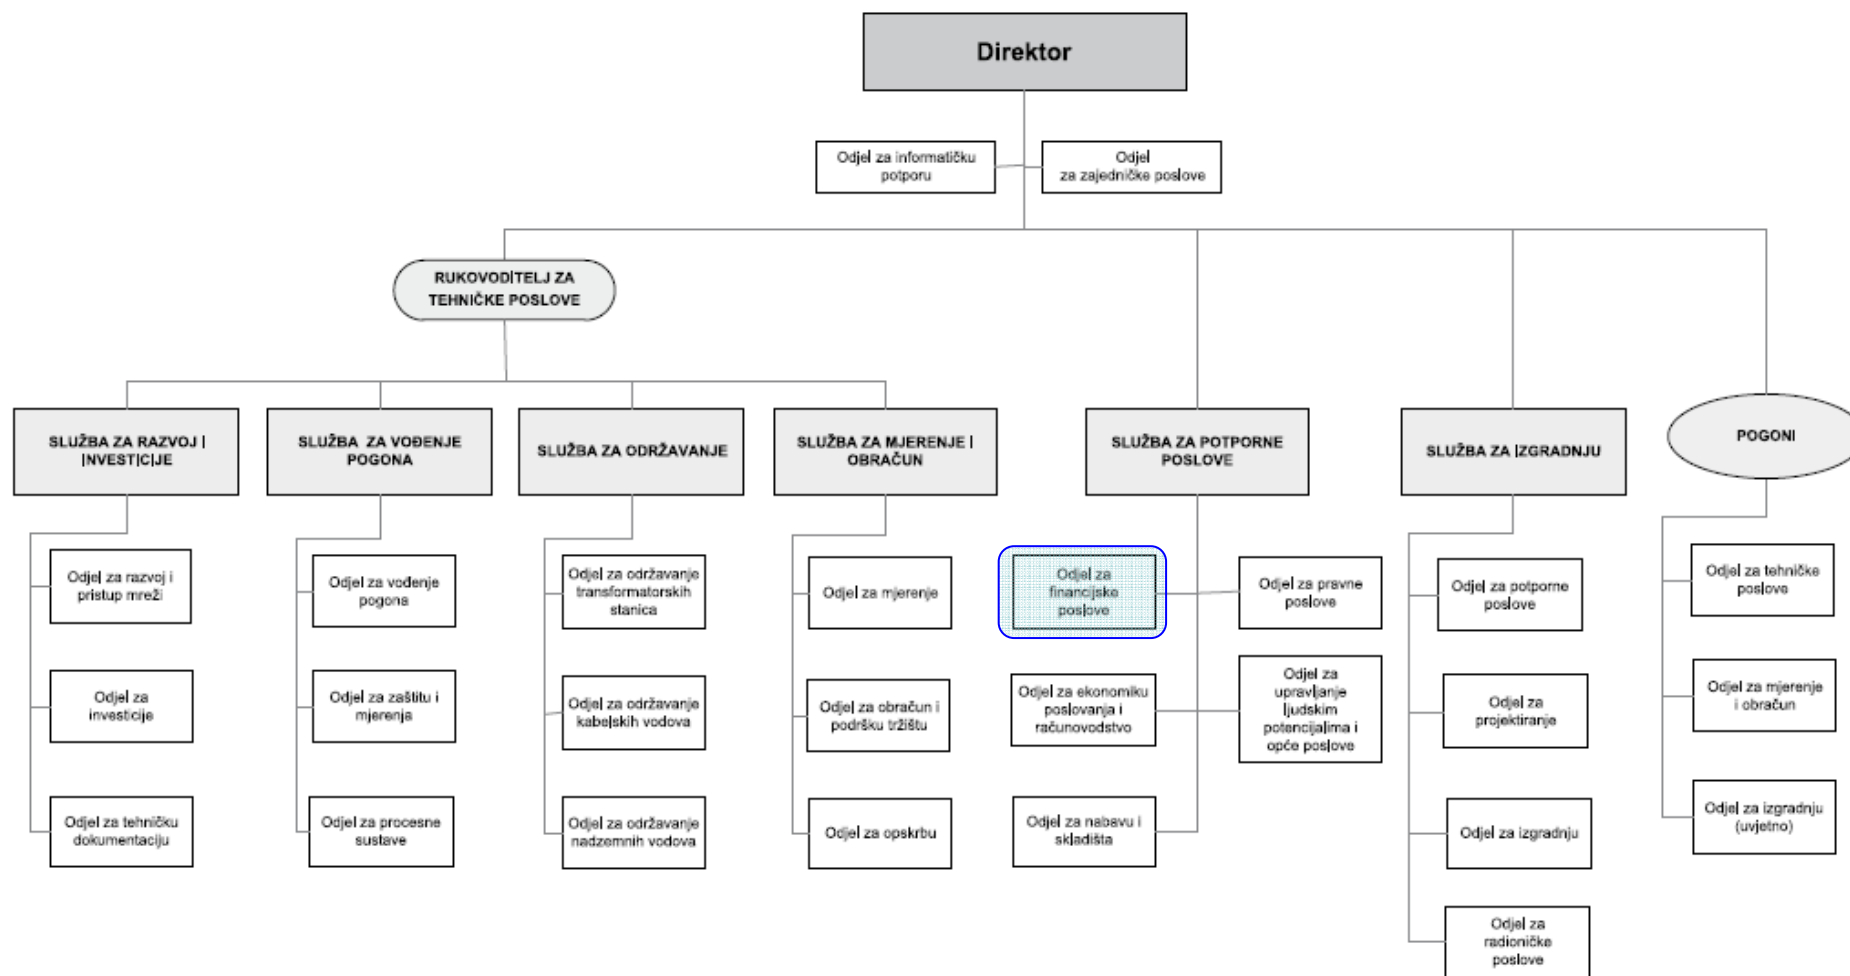 Direktor
Odjel za informatičku
potporu
Odjel
za zajedničke poslove
RUKOVODITELJ ZA
TEHNIČKE POSLOVE
SLUŽBA ZA RAZVOJ I
INVESTICIJE
SLUŽBA ZA VOĐENJE
POGONA
SLUŽBA ZA ODRŽAVANJE
SLUŽBA ZA MJERENJE I
OBRAČUN
SLUŽBA ZA POTPORNE
POSLOVE
SLUŽBA ZA IZGRADNJU
POGONI
Odjel za razvoj i
pristup mreži
Odjel za
investicije
Odjel za tehničku
dokumentaciju
Odjel za vođenje
pogona
Odjel za zaštitu i
mjerenja
Odjel za procesne
sustave
Odjel za održavanje
transformatorskih
stanica
Odjel za održavanje
kabelskih vodova
Odjel za održavanje
nadzemnih vodova
Odjel za mjerenje
Odjel za obračun i
podršku tržištu
Odjel za opskrbu
Odjel za
financijske
poslove
Odjel za ekonomiku
poslovanja i
računovodstvo
Odjel za nabavu i
skladišta
Odjel za pravne
poslove
Odjel za
upravljanje
ljudskim
potencijalima i
opće poslove
Odjel za potporne
poslove
Odjel za
projektiranje
Odjel za izgradnju
Odjel za
radioničke
poslove
Odjel za tehničke
poslove
Odjel za mjerenje
i obračun
Odjel za izgradnju
(uvjetno)